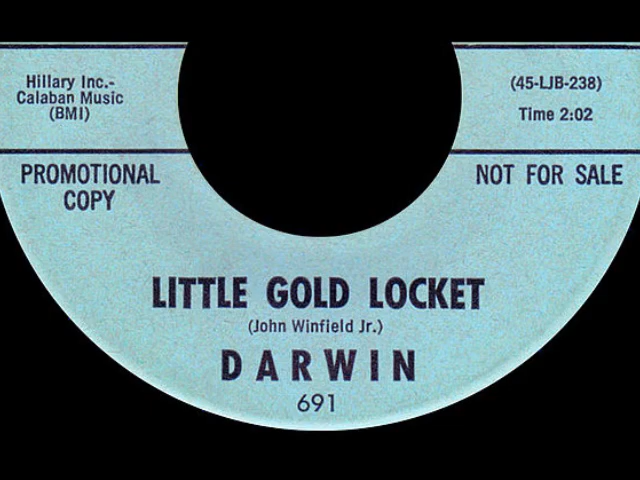 Hillary Inc.-
Calaban Music
(BMI)
(45-LJB-238)
Time 2:02
PROMOTIONAL
COPY
NOT FOR SALE
LITTLE GOLD LOCKET
(John Winfield Jr.)
DARWIN
691